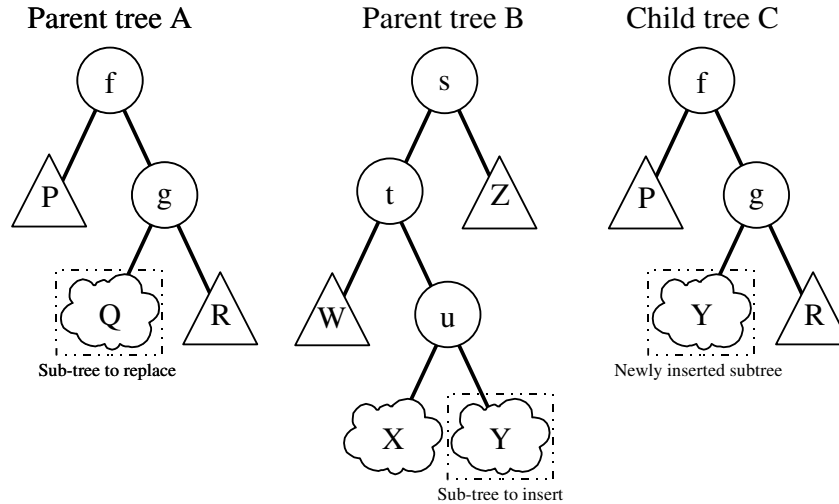 Parent tree A
Parent tree B
Child tree C
f
s
f
P
g
t
Z
P
g
Q
R
W
u
Y
R
Sub-tree to replace
Newly inserted subtree
X
Y
Sub-tree to insert